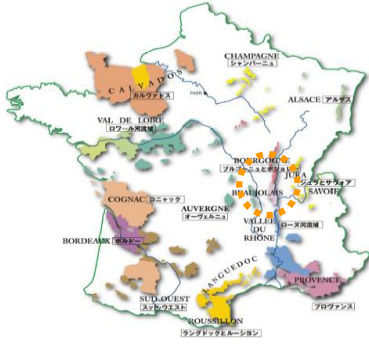 CHAMPAGNE
シャンパーニュ
CALVADOS
カルヴァドス
PARIS
ALSACE アルザス
VAL DE LOIRE
ロワール河流域
BOURGOGNE
ブルゴーニュとボジョレ
BEAUJOLAIS
JURA
ジュラとサヴォア
SAVOIE
COGNAC コニャック
AUVERGNE
オーヴェルニュ
VALLEE
DU
RHÔNE
ローヌ河流域
BORDEAUX ボルドー
LANGUEDOC
PROVENCE
プロヴァンス
SUD-OUEST
スッド・ウエスト
ROUSSILLON
ラングドックとルーション